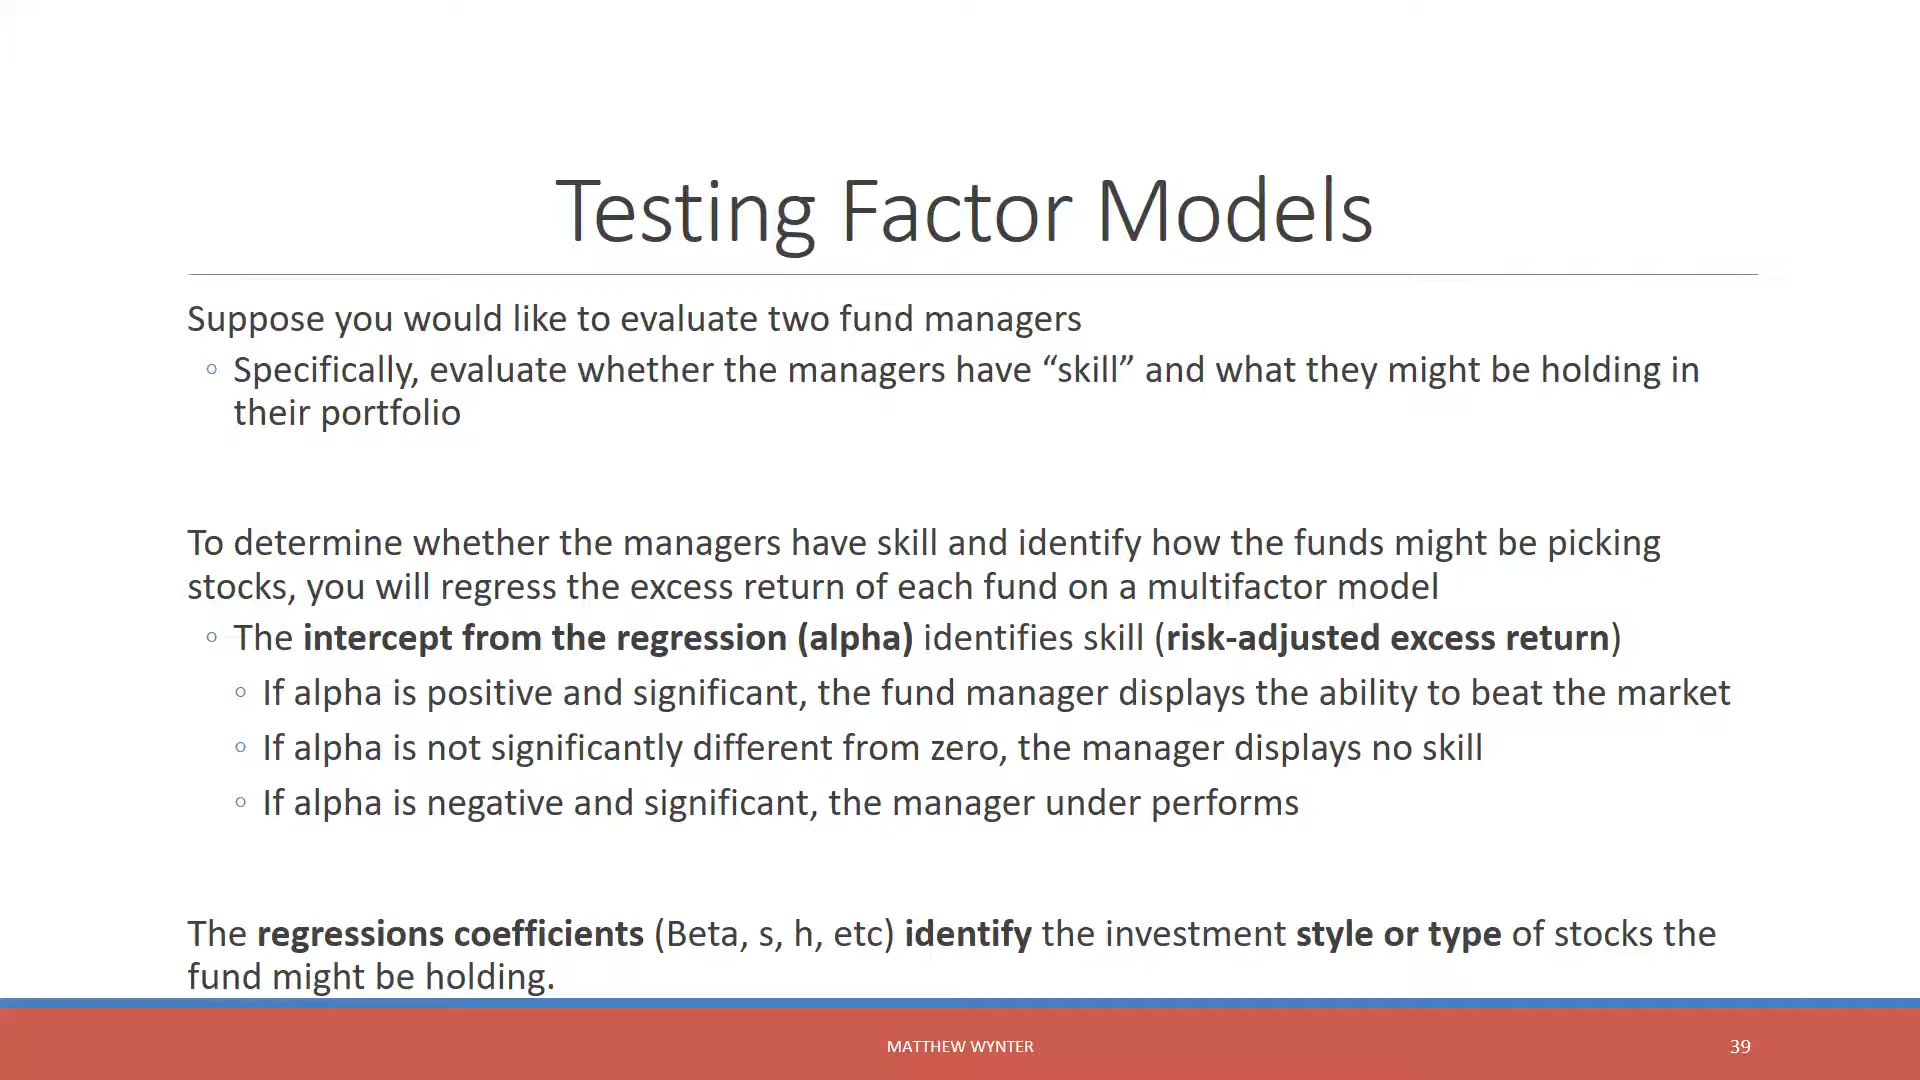 Testing Factor Models
Suppose you would like to evaluate two fund managers
◦ Specifically, evaluate whether the managers have “skill” and what they might be holding in
their portfolio
To determine whether the managers have skill and identify how the funds might be picking
stocks, you will regress the excess return of each fund on a multifactor model
◦ The intercept from the regression (alpha) identifies skill (risk-adjusted excess return)
◦ If alpha is positive and significant, the fund manager displays the ability to beat the market
◦ If alpha is not significantly different from zero, the manager displays no skill
◦ If alpha is negative and significant, the manager under performs
The regressions coefficients (Beta, s, h, etc) identify the investment style or type of stocks the
fund might be holding.
MATTHEW WYNTER
39